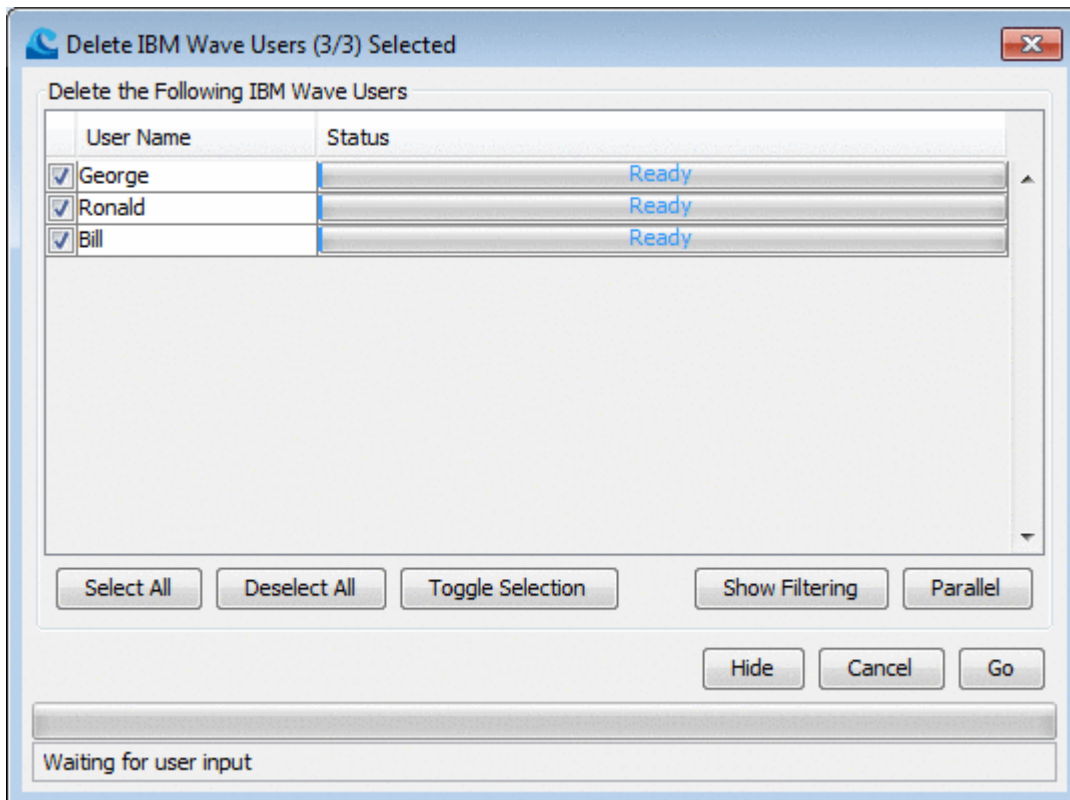 Delete IBM Wave Users (3/3) Selected
Delete the Following IBM Wave Users
User Name Status
George Ready
Ronald Ready
Bill Ready
Select All Deselect All Toggle Selection Show Filtering Parallel
Hide Cancel Go
Waiting for user input